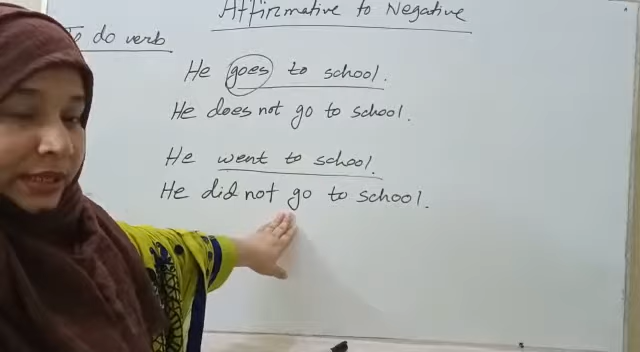 Affirmative to Negative
To do verb
He goes to school.
He does not go to school.
He went to school.
He did not go to school.